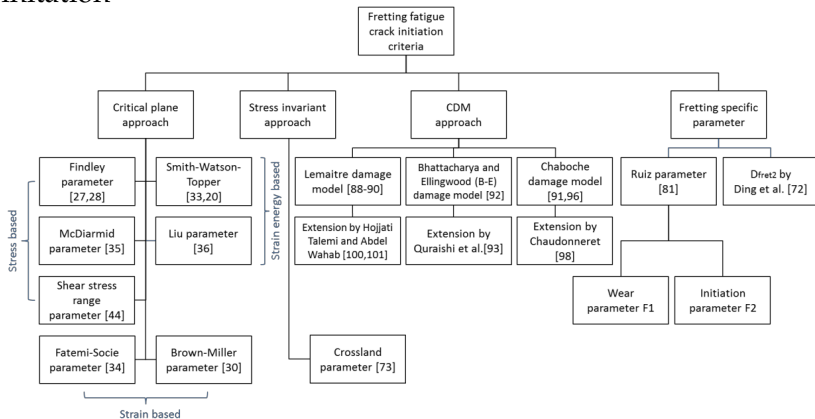 Fretting fatigue
crack initiation
criteria
Critical plane
approach
Stress invariant
approach
CDM
approach
Fretting specific
parameter
Findley
parameter
[27,28]
Smith-Watson-
Topper
[33,20]
Lemaitre damage
model [88-90]
Bhattacharya and
Ellingwood (B-E)
damage model [92]
Chaboche
damage model
[91,96]
Ruiz parameter
[81]
Dfret2 by
Ding et al. [72]
Stress based
McDiarmid
parameter [35]
Liu parameter
[36]
Strain energy based
Extension by Hojjati
Talemi and Abdel
Wahab [100,101]
Extension by
Quraishi et al.[93]
Extension by
Chaudonneret
[98]
Shear stress
range
parameter [44]
Wear
parameter F1
Initiation
parameter F2
Fatemi-Socie
parameter [34]
Brown-Miller
parameter [30]
Crossland
parameter [73]
Strain based